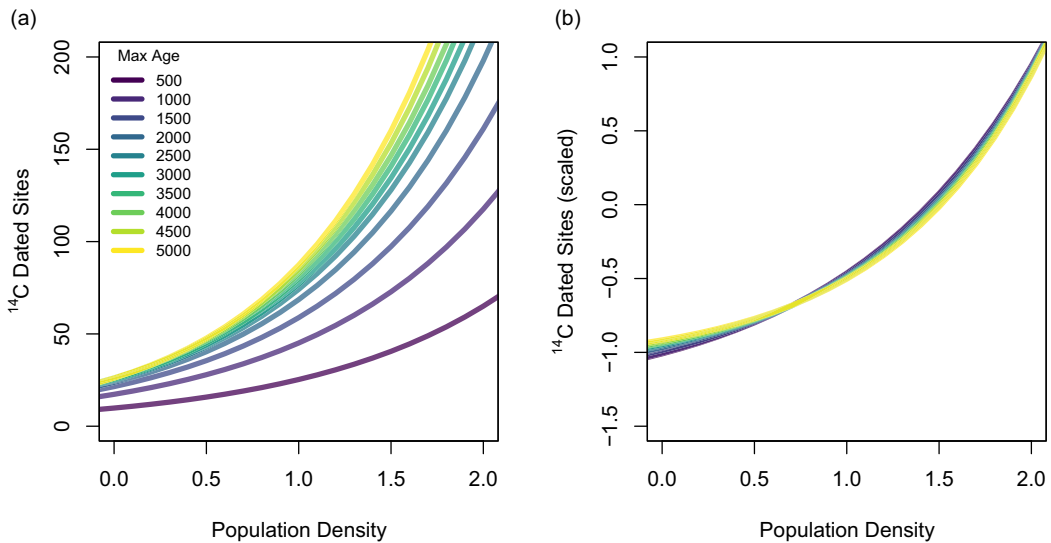 (a)
Max Age
500
1000
1500
2000
2500
3000
3500
4000
4500
5000
200
150
100
50
0
¹⁴C Dated Sites
0.0 0.5 1.0 1.5 2.0
Population Density
(b)
1.0
0.5
0.0
−0.5
−1.0
−1.5
¹⁴C Dated Sites (scaled)
0.0 0.5 1.0 1.5 2.0
Population Density